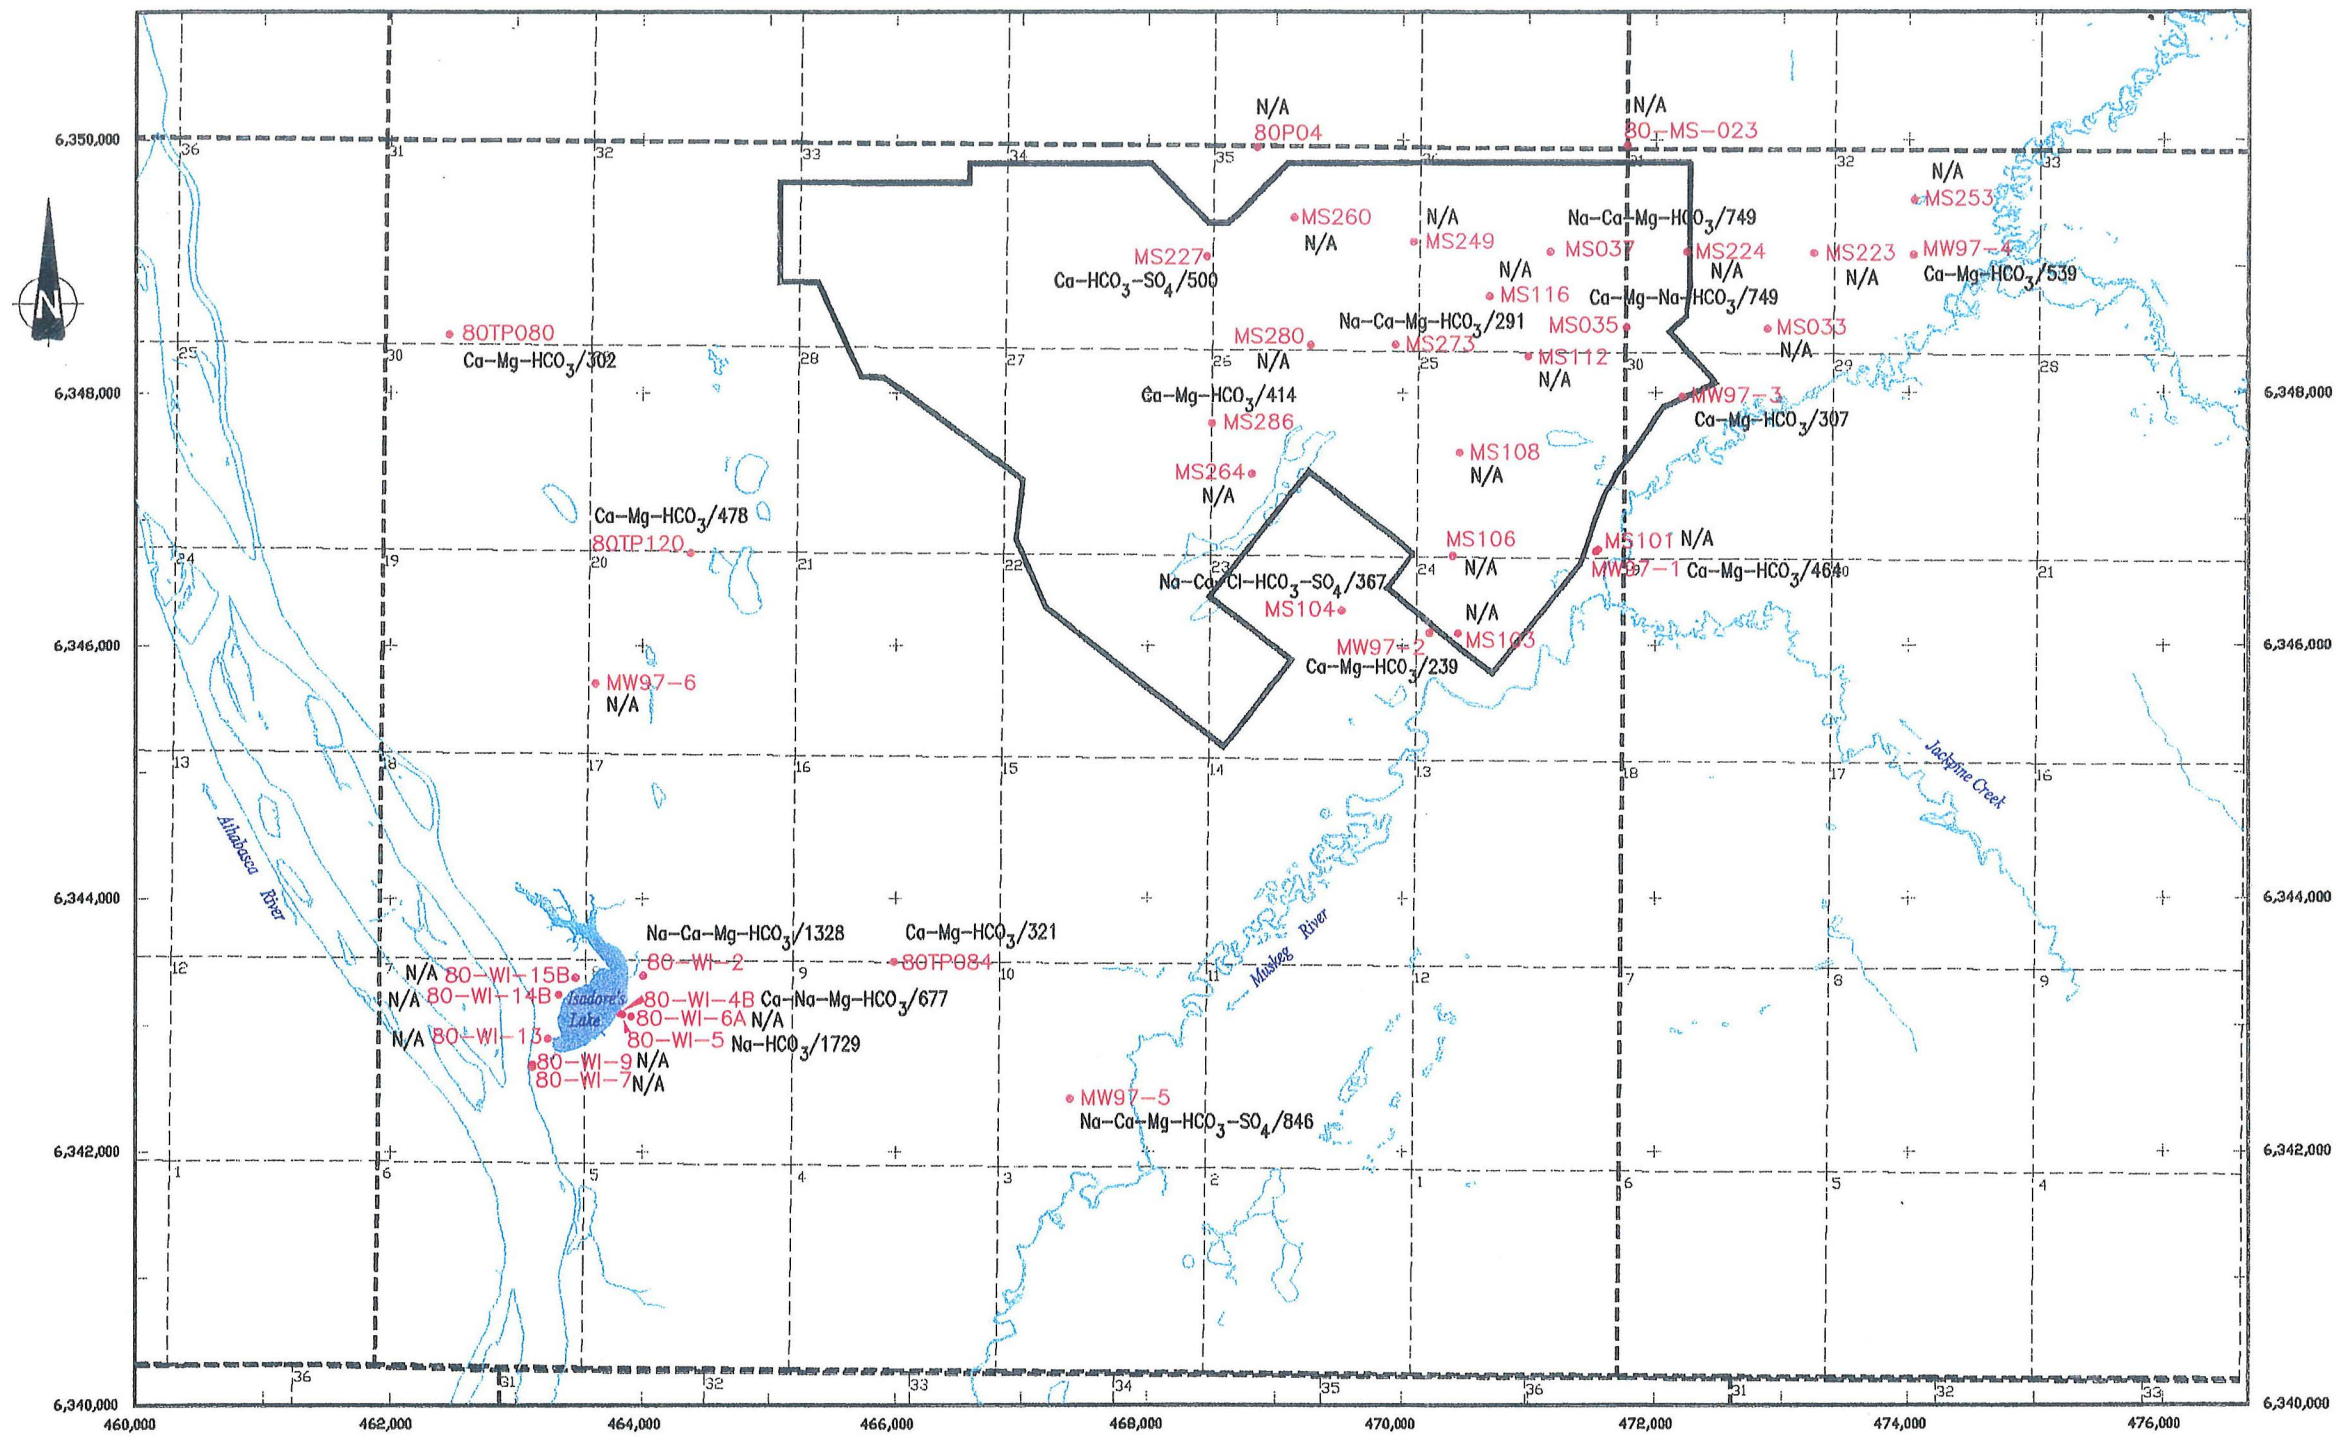 N/A
80P04
N/A
80-MS-023
6,350,000
36
31
32
33
34
35
26
31
32
33
N/A
MS253
MS260
N/A
N/A
MS249
Na-Ca-Mg-HCO3/749
MS037
MS224
N/A
MS223
N/A
MW97-4
Ca-Mg-HCO3/539
MS227
Ca-HCO3-SO4/500
N/A
MS116
Ca-Mg-Na-HCO3/749
MS035
MS033
N/A
N
80TP080
Ca-Mg-HCO3/302
MS280
N/A
Na-Ca-Mg-HCO3/291
MS273
MS112
N/A
25
30
28
27
26
25
30
29
28
6,348,000
6,348,000
Ca-Mg-HCO3/414
MS286
MW97-3
Ca-Mg-HCO3/307
MS264
N/A
MS108
N/A
Ca-Mg-HCO3/478
80TP120
MS106
N/A
MS101 N/A
MW97-1 Ca-Mg-HCO3/464
24
19
20
21
22
23
24
21
Na-Ca-Cl-HCO3-SO4/367
MS104
N/A
MS103
MW97-2
Ca-Mg-HCO3/239
6,346,000
6,346,000
MW97-6
N/A
13
18
17
16
15
14
13
18
17
16
Jackpine Creek
Athabasca River
6,344,000
6,344,000
Na-Ca-Mg-HCO3/1328
80-WI-2
Ca-Mg-HCO3/321
80TP084
12
7
8
9
10
11
12
7
8
9
Muskeg River
N/A 80-WI-15B
N/A 80-WI-14B
Isadore's
Lake
80-WI-4B Ca-Na-Mg-HCO3/677
80-WI-6A N/A
N/A 80-WI-13
80-WI-5 Na-HCO3/1729
80-WI-9 N/A
80-WI-7 N/A
MW97-5
Na-Ca-Mg-HCO3-SO4/846
6,342,000
6,342,000
1
6
5
4
3
2
1
6
5
4
36
31
32
33
34
35
36
31
32
33
6,340,000
6,340,000
460,000
462,000
464,000
466,000
468,000
470,000
472,000
474,000
476,000